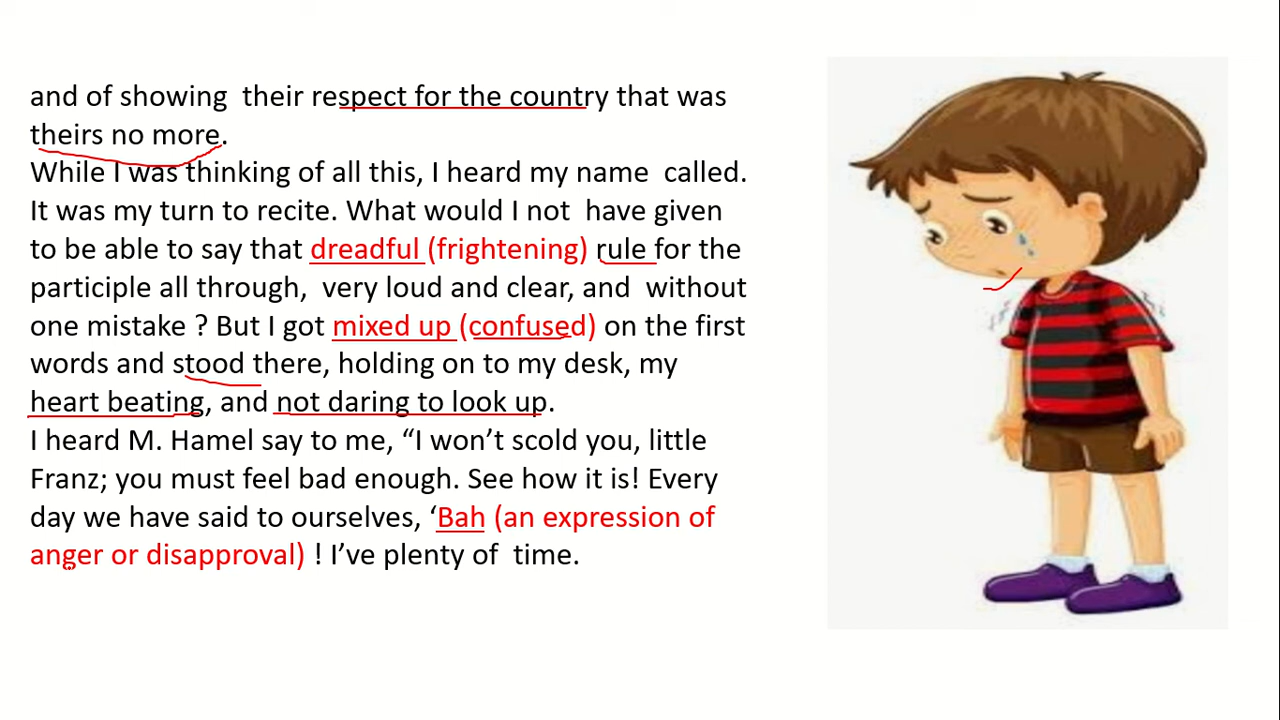 and of showing their respect for the country that was
theirs no more.
While I was thinking of all this, I heard my name called.
It was my turn to recite. What would I not have given
to be able to say that dreadful (frightening) rule for the
participle all through, very loud and clear, and without
one mistake ? But I got mixed up (confused) on the first
words and stood there, holding on to my desk, my
heart beating, and not daring to look up.
I heard M. Hamel say to me, “I won’t scold you, little
Franz; you must feel bad enough. See how it is! Every
day we have said to ourselves, ‘Bah (an expression of
anger or disapproval) ! I’ve plenty of time.